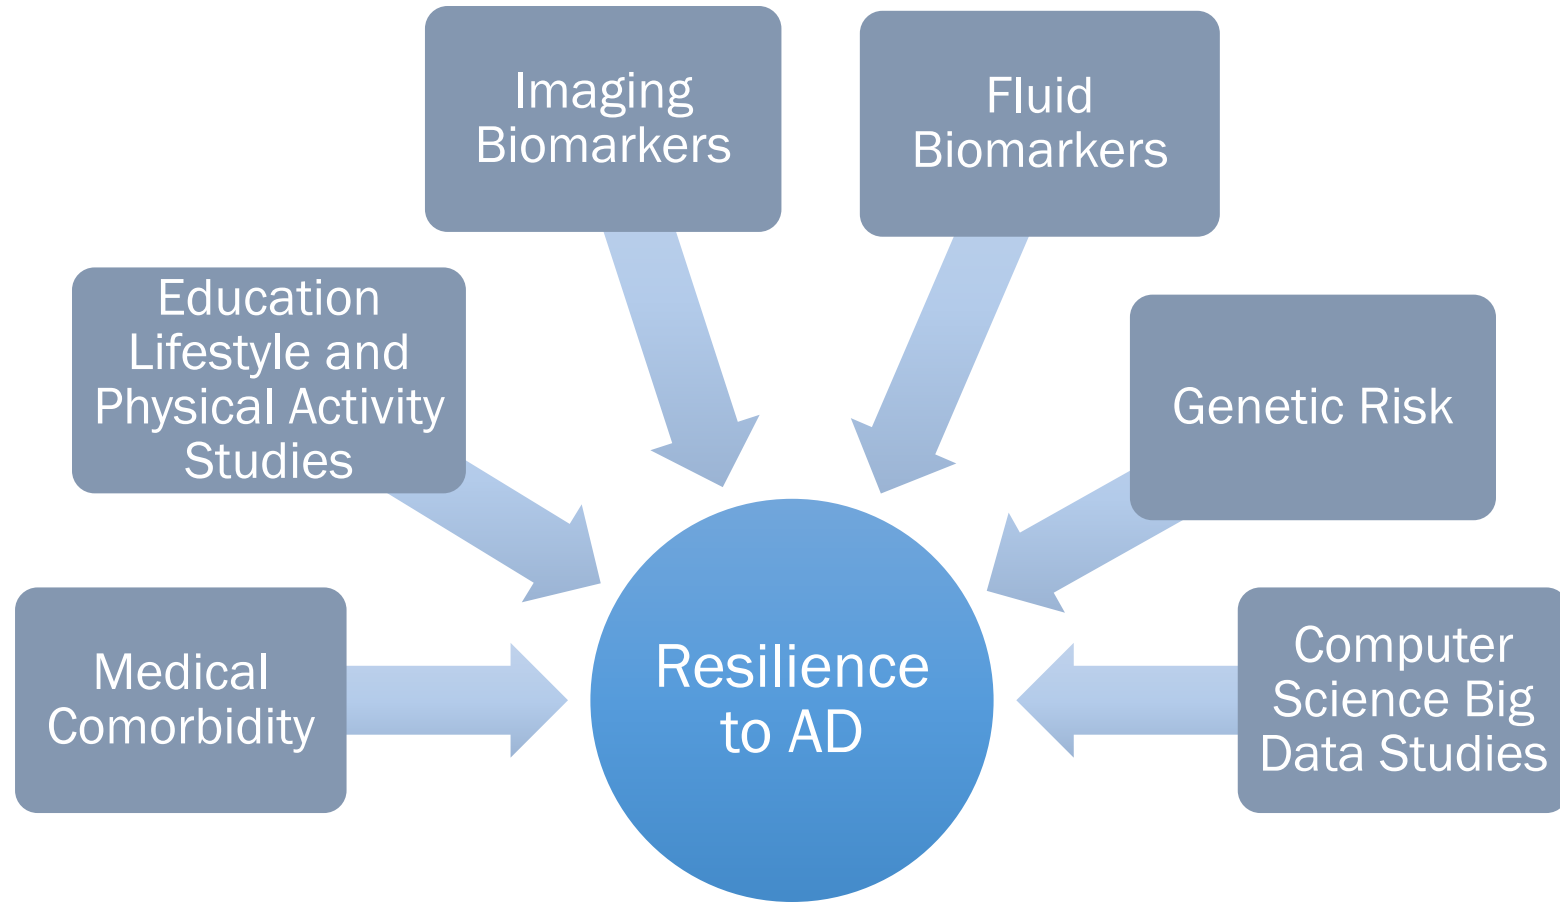 Imaging
Biomarkers
Fluid
Biomarkers
Education
Lifestyle and
Physical Activity
Studies
Genetic Risk
Medical
Comorbidity
Resilience
to AD
Computer
Science Big
Data Studies